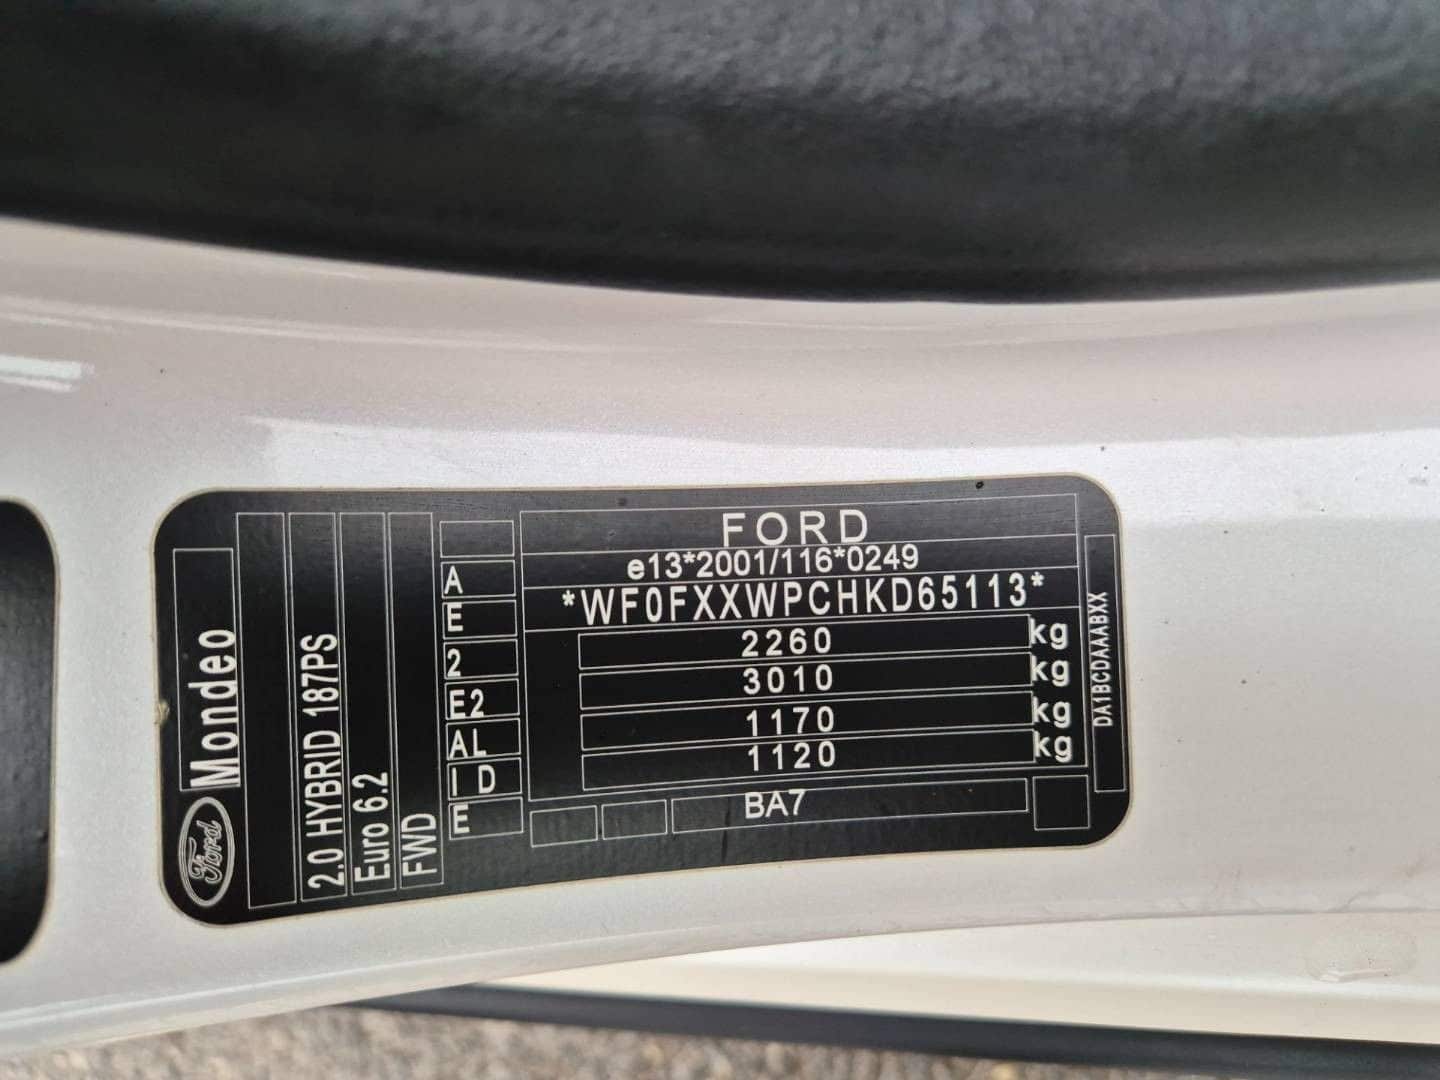 FORD
e13*2001/116*0249
*WF0FXXWPCHKD65113*
2260 kg
3010 kg
1170 kg
1120 kg
BA7
A
E
2
E2
AL
I D
E
Ford Mondeo
2.0 HYBRID 187PS
Euro 6.2
FWD
DA1BCDAAABXX